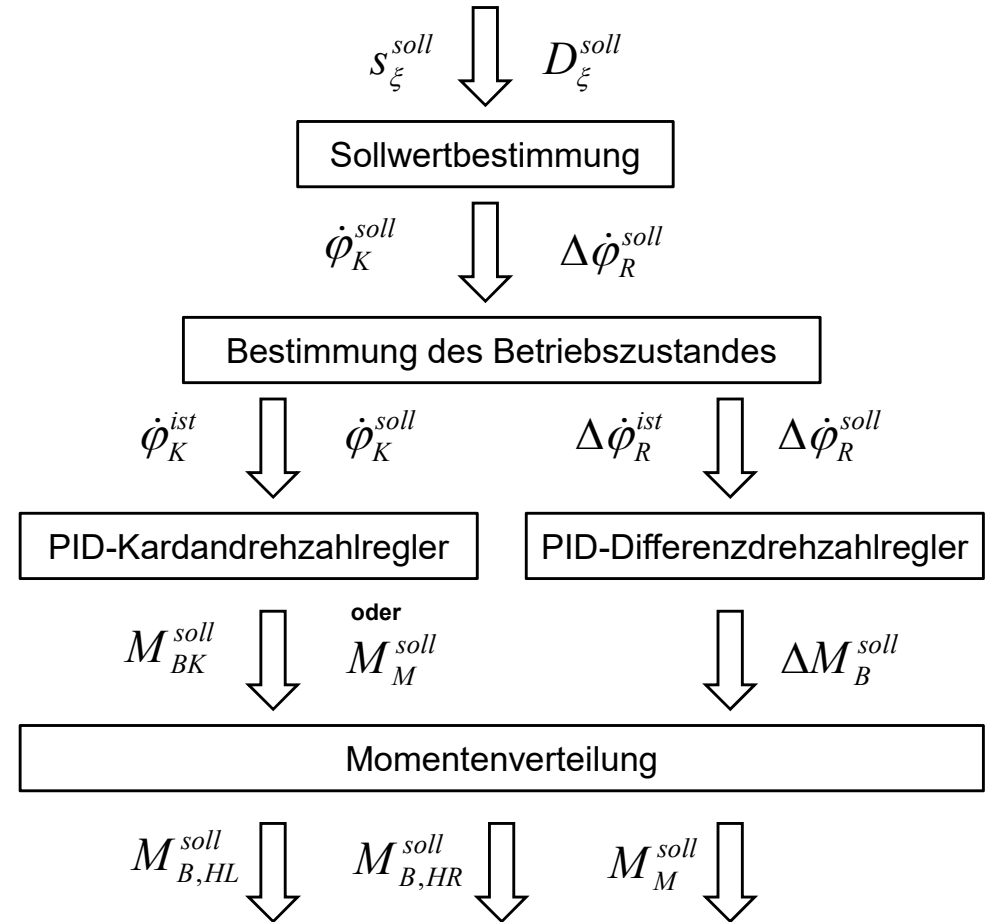 s_ξ^soll D_ξ^soll
Sollwertbestimmung
φ̇_K^soll Δφ̇_R^soll
Bestimmung des Betriebszustandes
φ̇_K^ist φ̇_K^soll Δφ̇_R^ist Δφ̇_R^soll
PID-Kardandrehzahlregler PID-Differenzdrehzahlregler
oder
M_BK^soll M_M^soll ΔM_B^soll
Momentenverteilung
M_B,HL^soll M_B,HR^soll M_M^soll